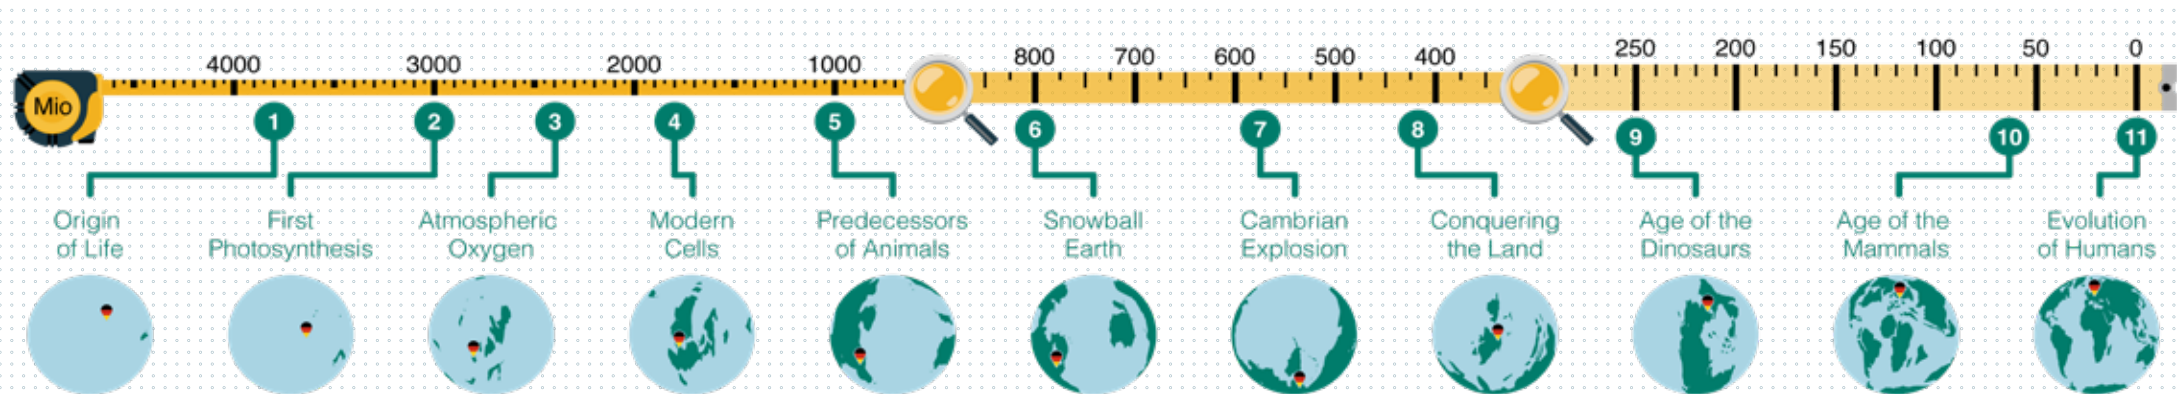 4000 3000 2000 1000 800 700 600 500 400 250 200 150 100 50 0
Mio
1 2 3 4 5 6 7 8 9 10 11
Origin
of Life
First
Photosynthesis
Atmospheric
Oxygen
Modern
Cells
Predecessors
of Animals
Snowball
Earth
Cambrian
Explosion
Conquering
the Land
Age of the
Dinosaurs
Age of the
Mammals
Evolution
of Humans